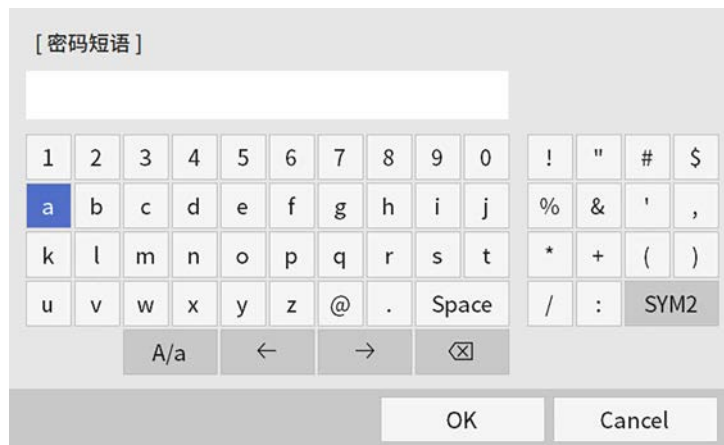 [ 密码短语 ]
1 2 3 4 5 6 7 8 9 0 ! " # $
a b c d e f g h i j % & ' ,
k l m n o p q r s t * + ( )
u v w x y z @ . Space / : SYM2
A/a ← → ⌫
OK Cancel